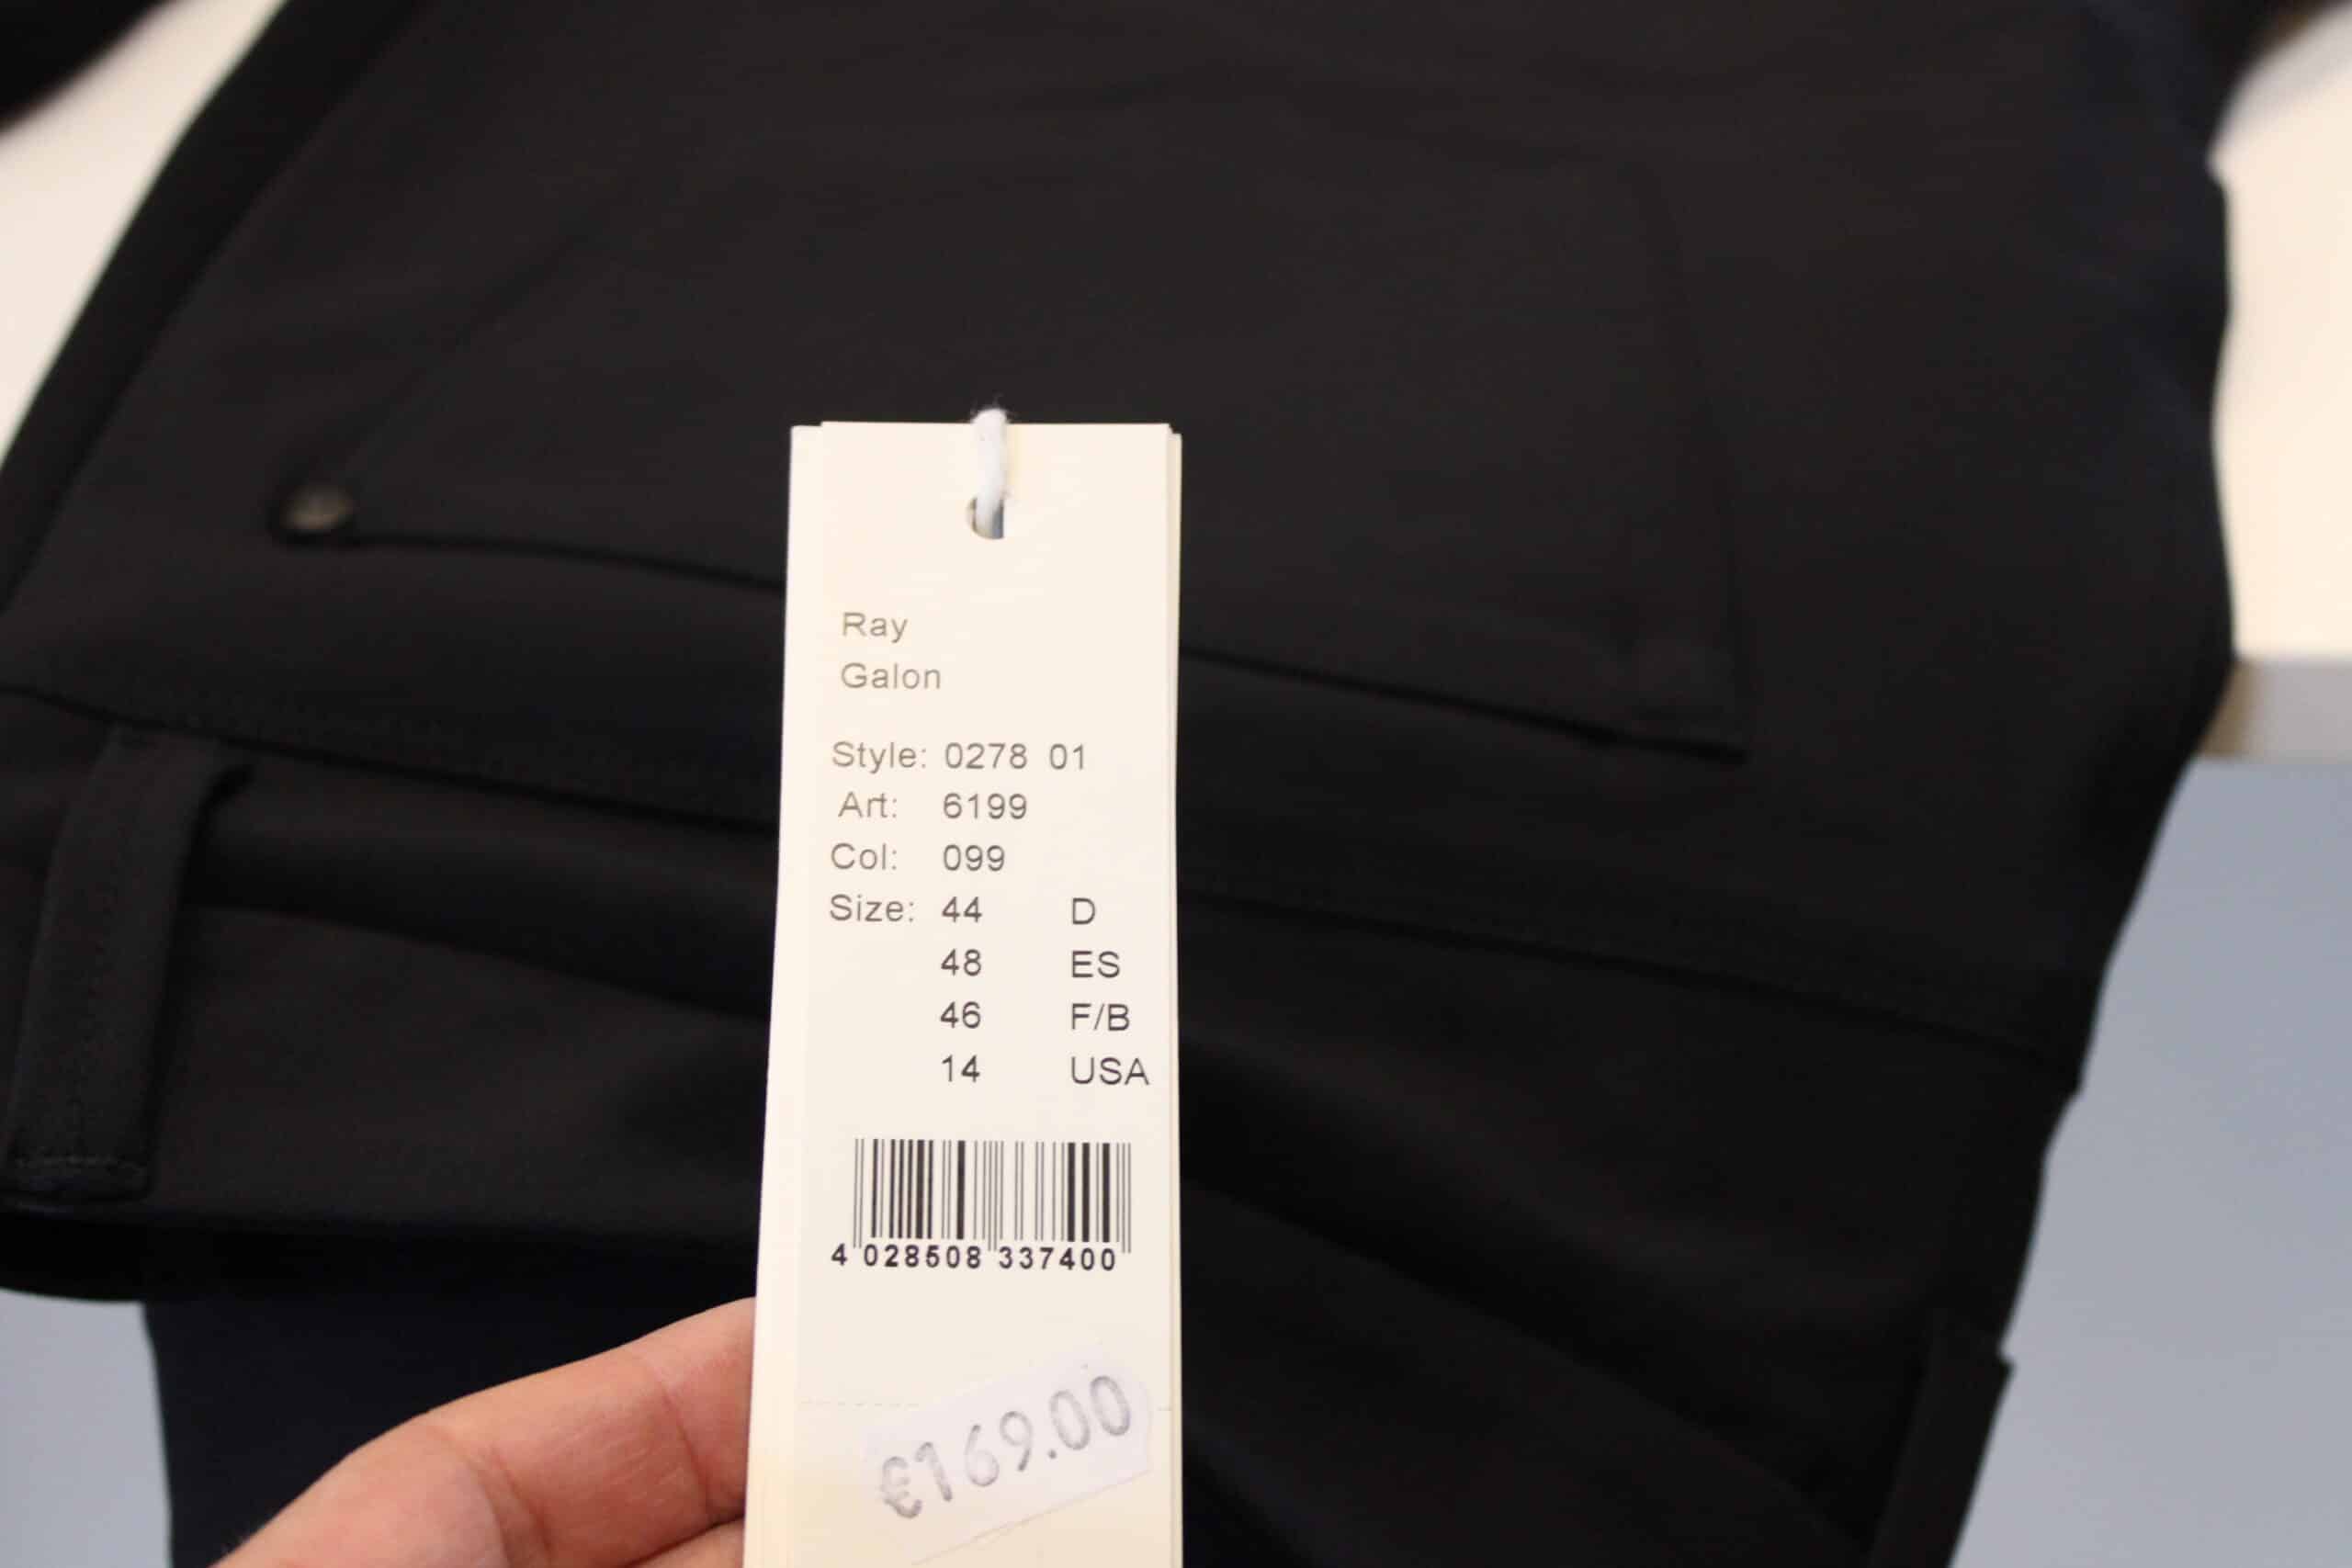 Ray
Galon
Style: 0278 01
Art: 6199
Col: 099
Size: 44 D
48 ES
46 F/B
14 USA
4 028508 337400
€169.00